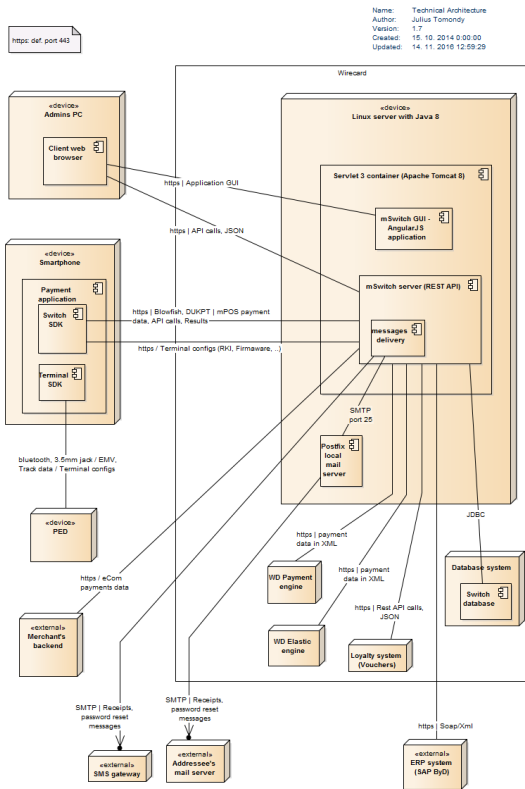 Name: Technical Architecture
Author: Julius Tomondy
Version: 1.7
Created: 15. 10. 2014 0:00:00
Updated: 14. 11. 2016 12:59:29
https: def. port 443
Wirecard
«device»
Admins PC
Client web
browser
«device»
Linux server with Java 8
Servlet 3 container (Apache Tomcat 8)
https | Application GUI
mSwitch GUI -
AngularJS
application
https | API calls, JSON
«device»
Smartphone
Payment
application
Switch
SDK
Terminal
SDK
mSwitch server (REST API)
https | Blowfish, DUKPT | mPOS payment
data, API calls, Results
messages
delivery
https / Terminal configs (RKI, Firmaware, ..)
SMTP
port 25
Postfix
local
mail
server
bluetooth, 3.5mm jack / EMV,
Track data / Terminal configs
«device»
PED
JDBC
https | payment
data in XML
https | payment
data in XML
https / eCom
payments data
WD Payment
engine
Database system
Switch
database
https | Rest API calls,
JSON
«external»
Merchant's
backend
WD Elastic
engine
Loyalty system
(Vouchers)
SMTP | Receipts,
password reset
messages
SMTP | Receipts,
password reset
messages
https | Soap/Xml
«external»
SMS gateway
«external»
Addressee's
mail server
«external»
ERP system
(SAP ByD)